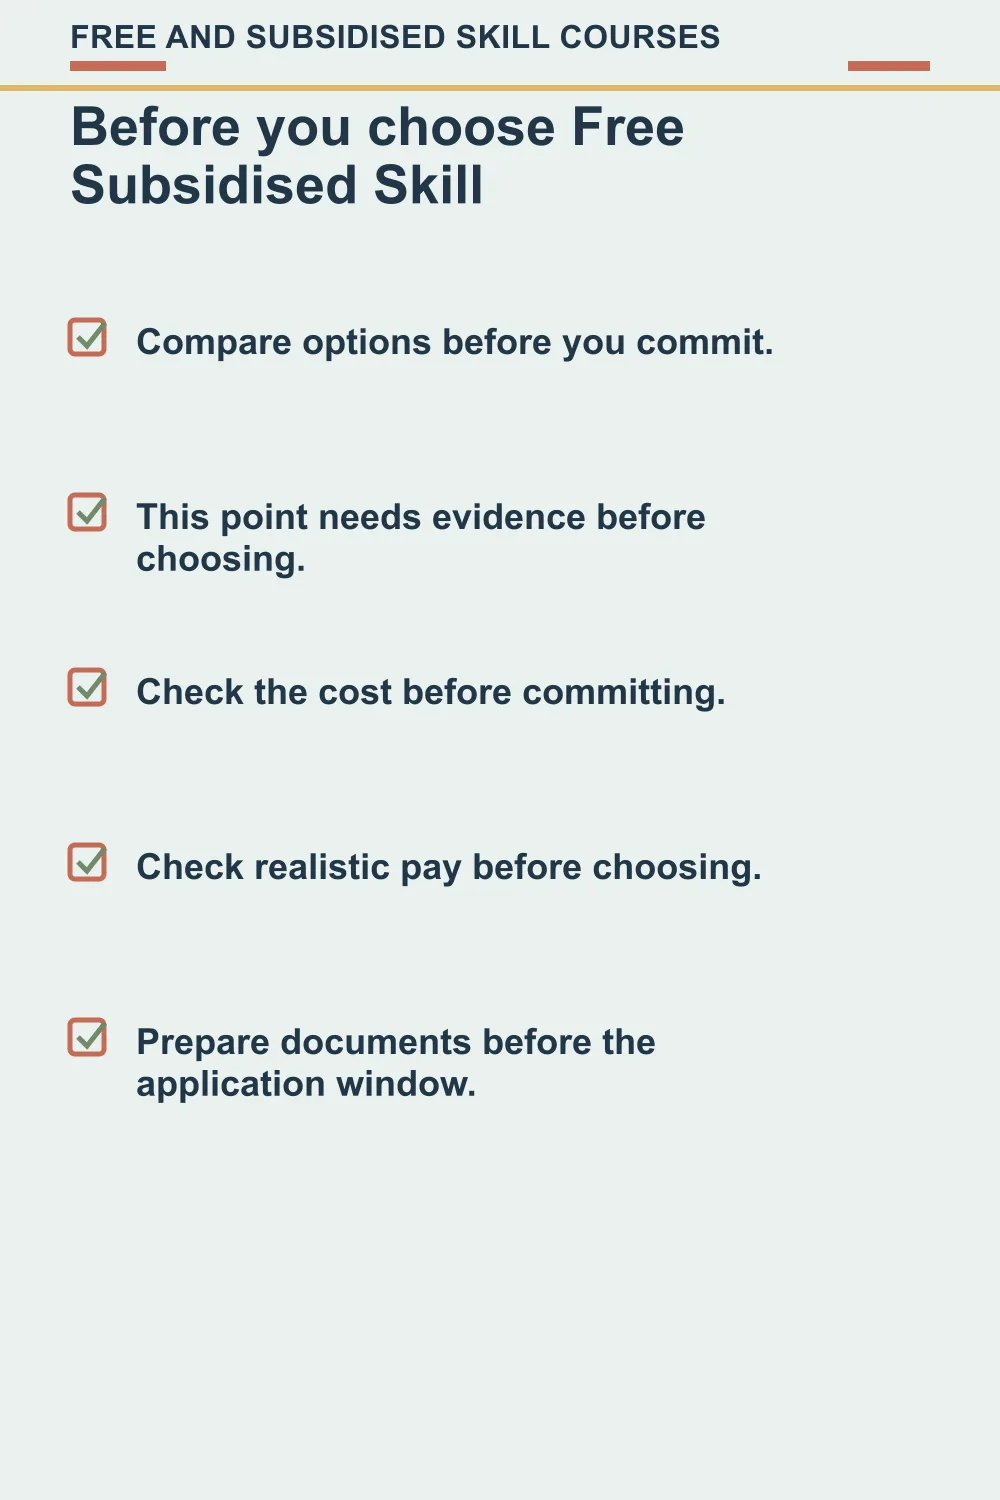 FREE AND SUBSIDISED SKILL COURSES
Before you choose Free
Subsidised Skill
Compare options before you commit.
This point needs evidence before
choosing.
Check the cost before committing.
Check realistic pay before choosing.
Prepare documents before the
application window.